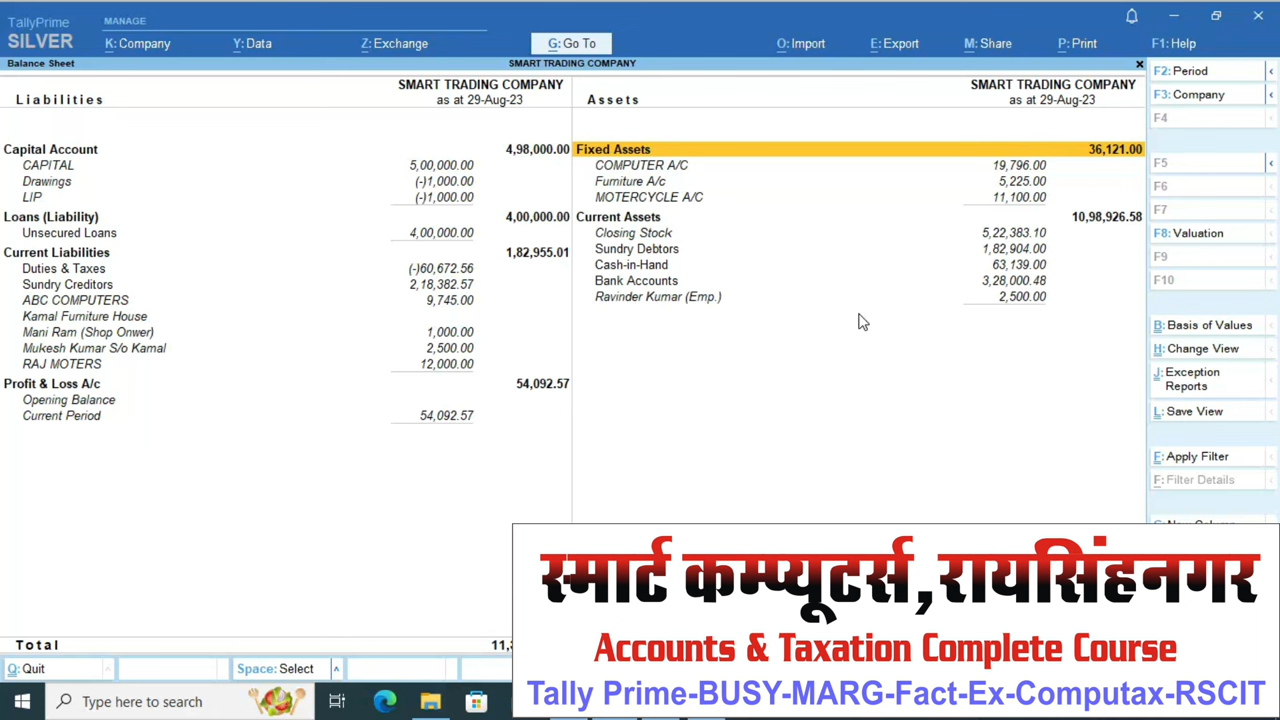 TallyPrime
SILVER
MANAGE
K: Company
Y: Data
Z: Exchange
G: Go To
O: Import
E: Export
M: Share
P: Print
F1: Help
Balance Sheet
SMART TRADING COMPANY
Liabilities
SMART TRADING COMPANY
as at 29-Aug-23
Assets
SMART TRADING COMPANY
as at 29-Aug-23
Capital Account 4,98,000.00
CAPITAL 5,00,000.00
Drawings (-)1,000.00
LIP (-)1,000.00
Loans (Liability) 4,00,000.00
Unsecured Loans 4,00,000.00
Current Liabilities 1,82,955.01
Duties & Taxes (-)60,672.56
Sundry Creditors 2,18,382.57
ABC COMPUTERS 9,745.00
Kamal Furniture House
Mani Ram (Shop Onwer) 1,000.00
Mukesh Kumar S/o Kamal 2,500.00
RAJ MOTERS 12,000.00
Profit & Loss A/c 54,092.57
Opening Balance
Current Period 54,092.57
Total
Fixed Assets 36,121.00
COMPUTER A/C 19,796.00
Furniture A/c 5,225.00
MOTERCYCLE A/C 11,100.00
Current Assets 10,98,926.58
Closing Stock 5,22,383.10
Sundry Debtors 1,82,904.00
Cash-in-Hand 63,139.00
Bank Accounts 3,28,000.48
Ravinder Kumar (Emp.) 2,500.00
F2: Period
F3: Company
F4
F5
F6
F7
F8: Valuation
F9
F10
B: Basis of Values
H: Change View
J: Exception
Reports
L: Save View
F: Apply Filter
F: Filter Details
स्मार्ट कम्प्यूटर्स,रायसिंहनगर
Accounts & Taxation Complete Course
Tally Prime-BUSY-MARG-Fact-Ex-Computax-RSCIT
Q: Quit
Space: Select
Type here to search